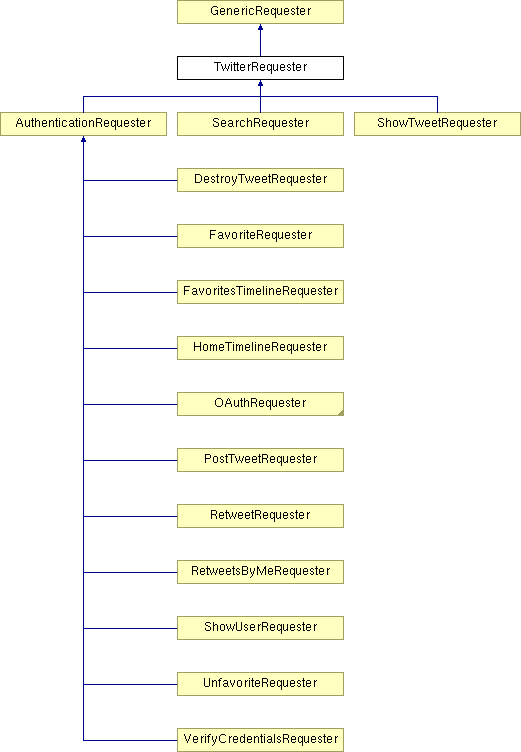 GenericRequester
TwitterRequester
AuthenticationRequester
SearchRequester
ShowTweetRequester
DestroyTweetRequester
FavoriteRequester
FavoritesTimelineRequester
HomeTimelineRequester
OAuthRequester
PostTweetRequester
RetweetRequester
RetweetsByMeRequester
ShowUserRequester
UnfavoriteRequester
VerifyCredentialsRequester